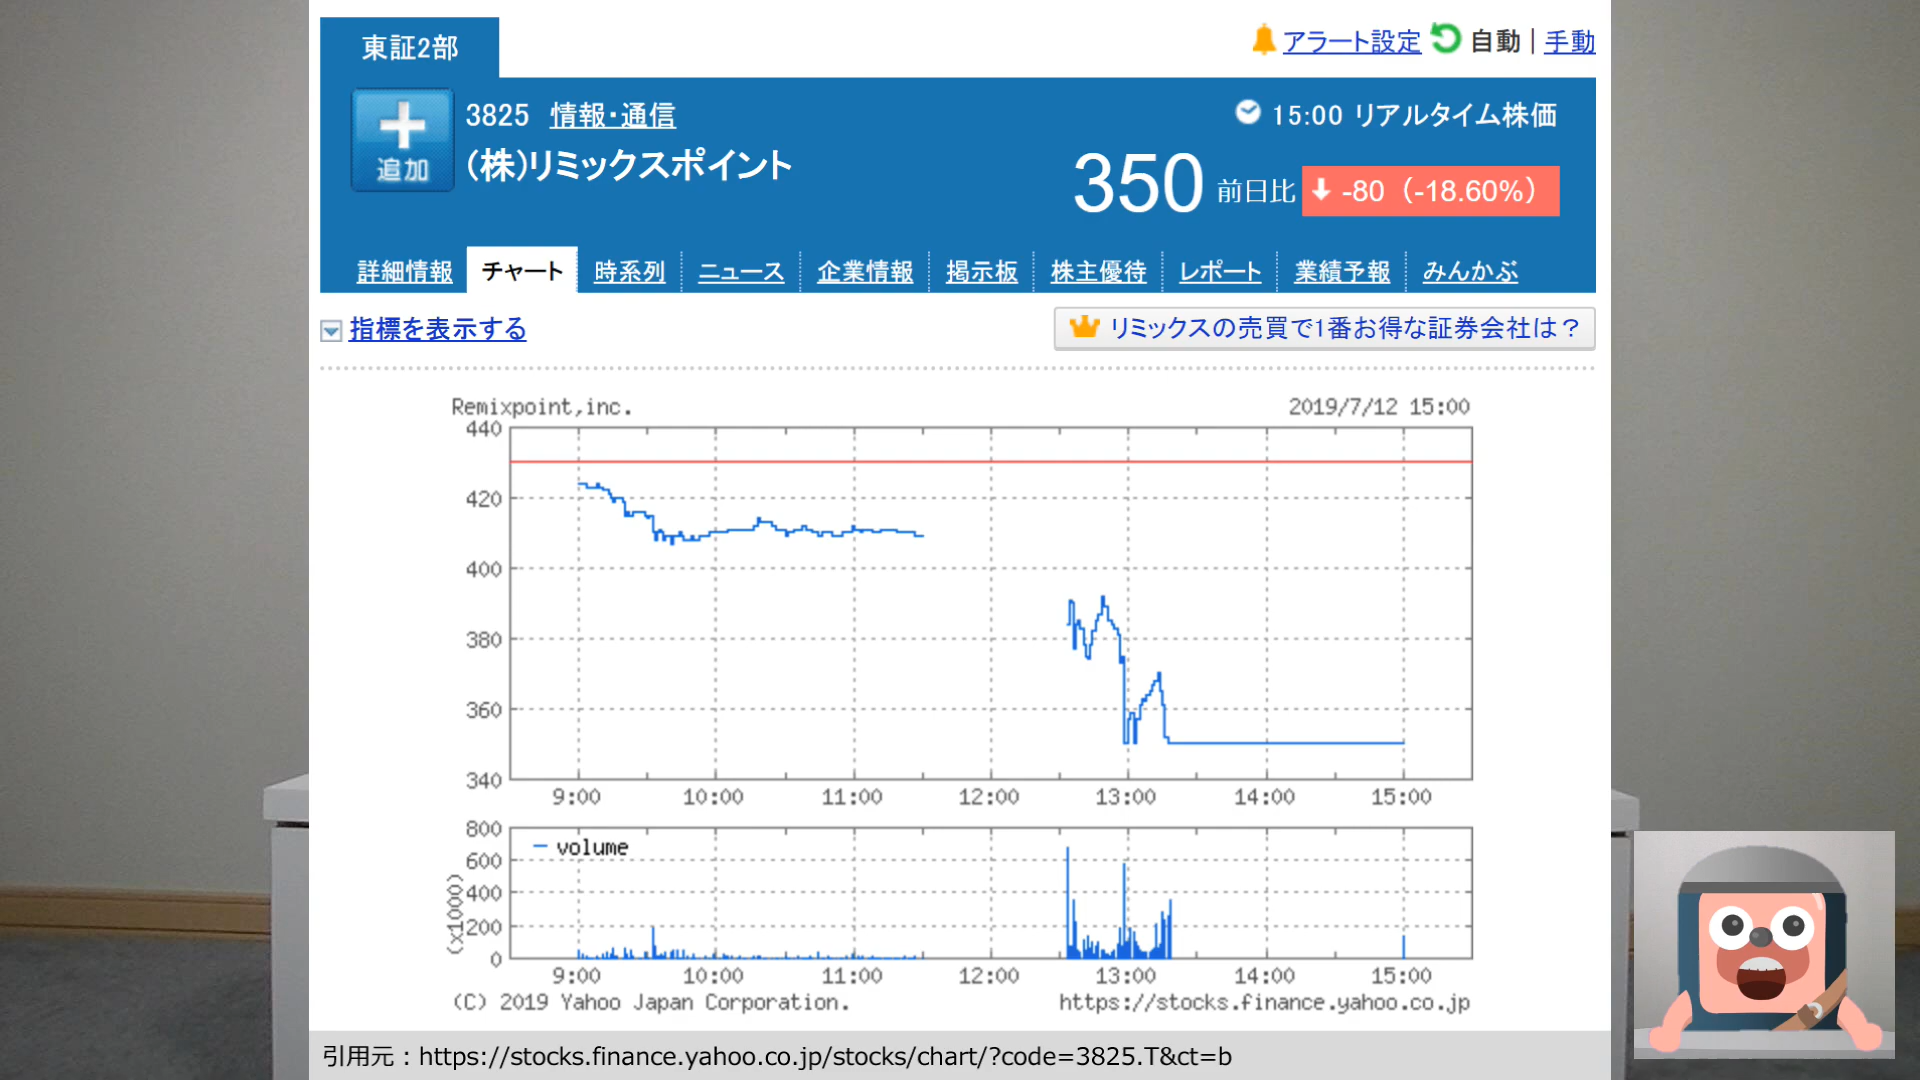 東証2部
アラート設定 自動 | 手動
追加
3825 情報・通信
(株)リミックスポイント
15:00 リアルタイム株価
350 前日比 -80 (-18.60%)
詳細情報 チャート 時系列 ニュース 企業情報 掲示板 株主優待 レポート 業績予報 みんかぶ
指標を表示する
リミックスの売買で1番お得な証券会社は？
Remixpoint,inc. 2019/7/12 15:00
440
420
400
380
360
340
9:00 10:00 11:00 12:00 13:00 14:00 15:00
volume
800
600
400
200
0
(x1000)
9:00 10:00 11:00 12:00 13:00 14:00 15:00
(C) 2019 Yahoo Japan Corporation. https://stocks.finance.yahoo.co.jp
引用元：https://stocks.finance.yahoo.co.jp/stocks/chart/?code=3825.T&ct=b